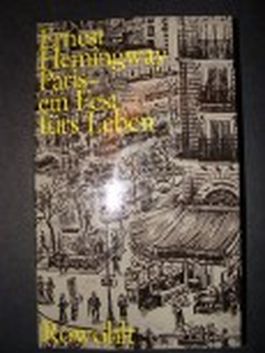 Ernest
Hemingway
Paris–
ein Fest
fürs Leben
Rowohlt